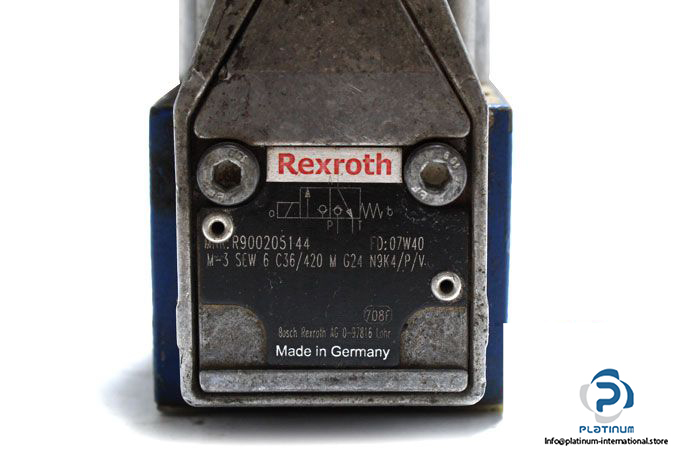 Rexroth
A
a
b
P T
MNR:R900205144 FD:07W40
M-3 SEW 6 C36/420 M G24 N9K4/P/V
708F
Bosch Rexroth AG D-97816 Lohr
Made in Germany
PLATINUM
Info@platinum-international.store